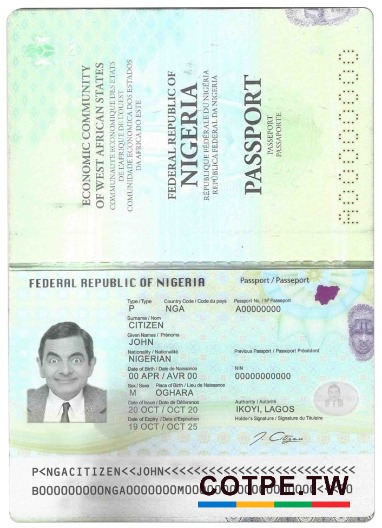 ECONOMIC COMMUNITY
OF WEST AFRICAN STATES
COMMUNAUTÉ ECONOMIQUE DES ETATS
DE L'AFRIQUE DE L'OUEST
COMUNIDADE ECONOMICA DOS ESTADOS
DA AFRICA DO OESTE
FEDERAL REPUBLIC OF
NIGERIA
RÉPUBLIQUE FÉDÉRALE DU NIGÉRIA
REPÚBLICA FEDERAL DA NIGERIA
PASSPORT
PASSEPORT
PASSAPORTE
A00000000
FEDERAL REPUBLIC OF NIGERIA
Passport / Passeport
Type / Type Country Code / Code du pays Passport No. / Nº Passeport
P NGA A00000000
Surname / Nom
CITIZEN
Given Names / Prénoms
JOHN
Nationality / Nationalité Previous Passport / Passeport Précédent
NIGERIAN
Date of Birth / Date de Naissance NIN
00 APR / AVR 00 00000000000
Sex / Sexe Place of Birth / Lieu de Naissance
M OGHARA
Date of Issue / Date de Délivrance Authority / Autorité
20 OCT / OCT 20 IKOYI, LAGOS
Date of Expiry / Date d'Expiration Holder's Signature / Signature du Titulaire
19 OCT / OCT 25
J. Citizen
P<NGACITIZEN<<JOHN<<<<<<<<<<<<<<<<<<<<<<<<<<
COTPE.TW